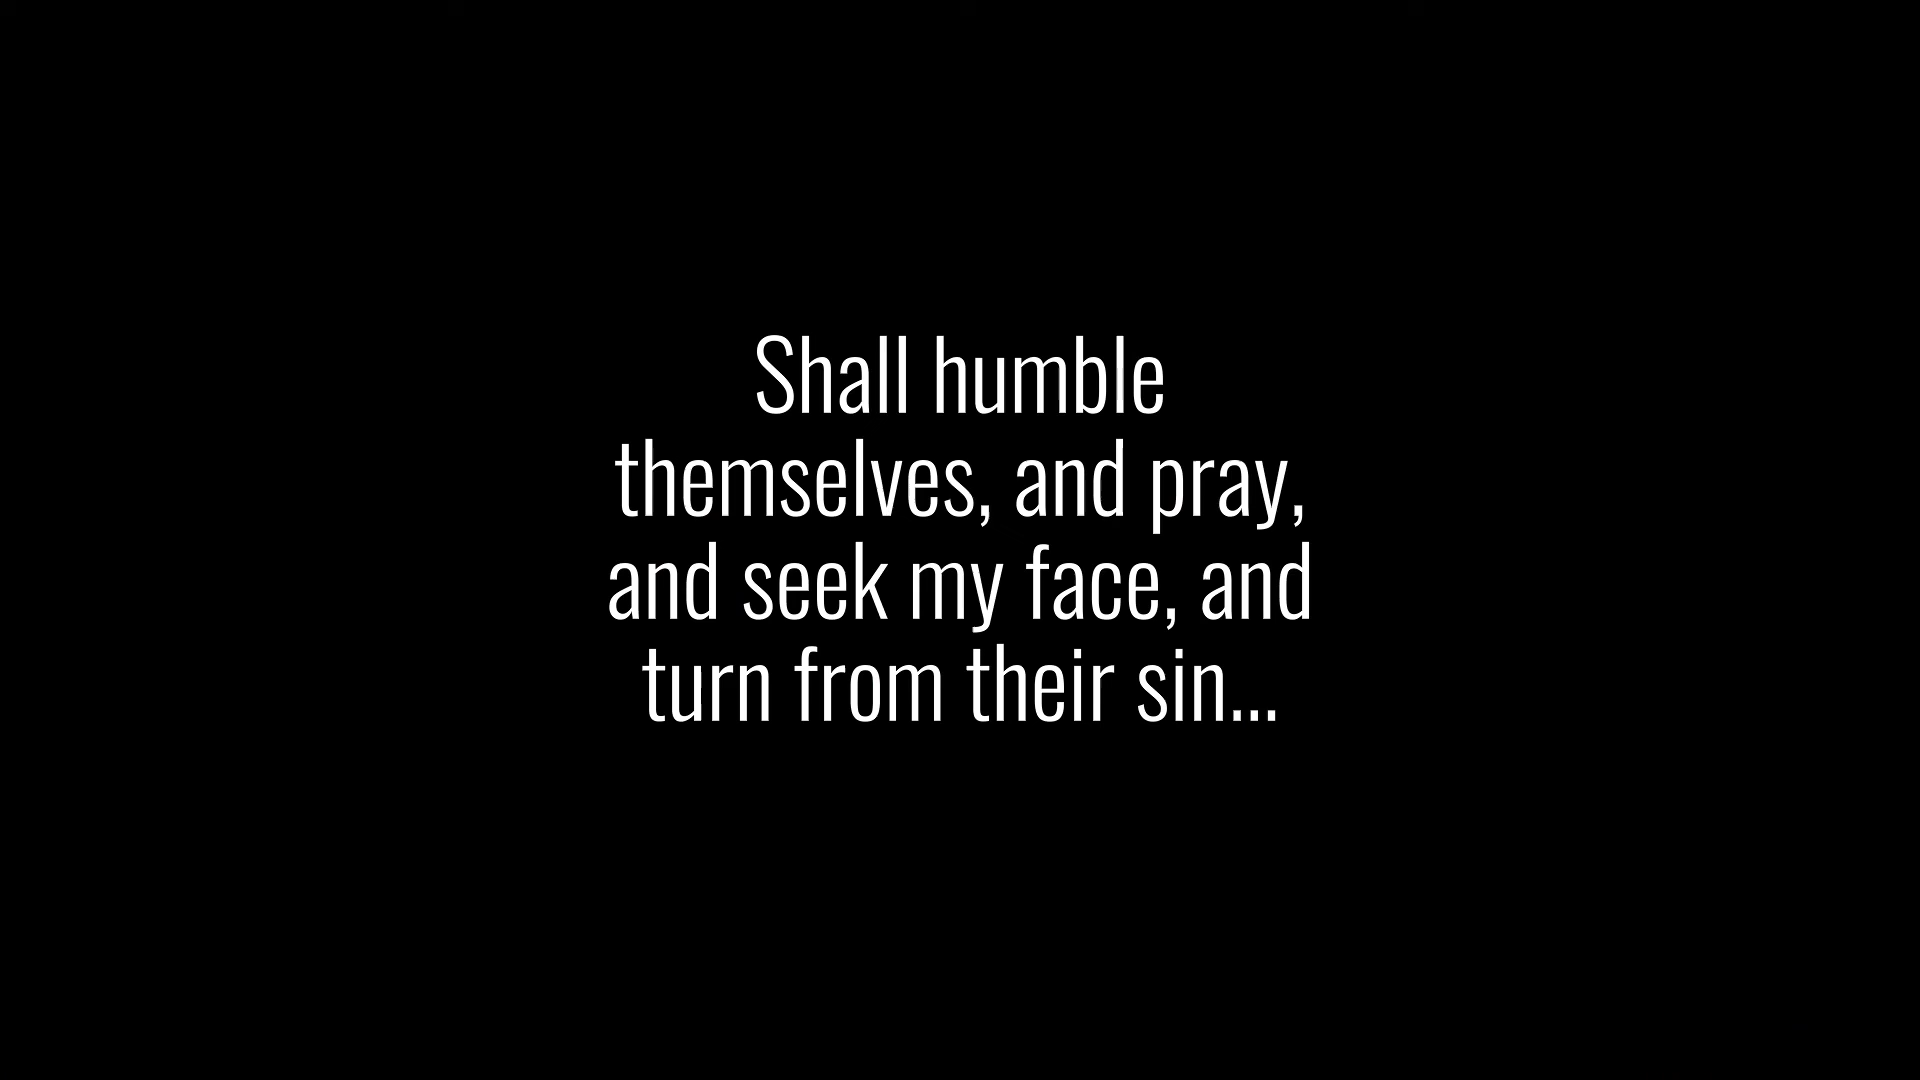 Shall humble
themselves, and pray,
and seek my face, and
turn from their sin...